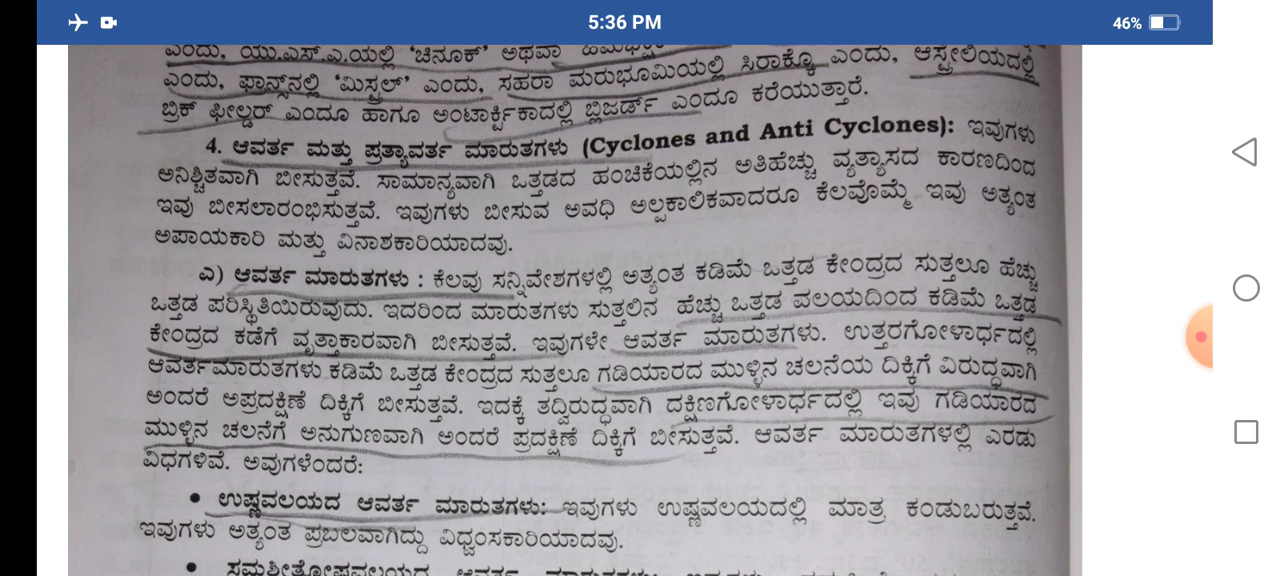 5:36 PM
46%
ಎಂದು, ಯು.ಎಸ್.ಎ.ಯಲ್ಲಿ 'ಚಿನೂಕ್' ಅಥವಾ
ಎಂದು, ಫ್ರಾನ್ಸ್‌ನಲ್ಲಿ 'ಮಿಸ್ಟ್ರಲ್' ಎಂದು, ಸಹರಾ ಮರುಭೂಮಿಯಲ್ಲಿ ಸಿರಾಕ್ಕೊ ಎಂದು, ಆಸ್ಟ್ರೇಲಿಯದಲ್ಲಿ
ಬ್ರಿಕ್ ಫೀಲ್ಡರ್ ಎಂದೂ ಹಾಗೂ ಅಂಟಾರ್ಕ್ಟಿಕಾದಲ್ಲಿ ಬ್ಲಿಜರ್ಡ್ ಎಂದೂ ಕರೆಯುತ್ತಾರೆ.
4. ಆವರ್ತ ಮತ್ತು ಪ್ರತ್ಯಾವರ್ತ ಮಾರುತಗಳು (Cyclones and Anti Cyclones): ಇವುಗಳು
ಅನಿಶ್ಚಿತವಾಗಿ ಬೀಸುತ್ತವೆ. ಸಾಮಾನ್ಯವಾಗಿ ಒತ್ತಡದ ಹಂಚಿಕೆಯಲ್ಲಿನ ಅತಿಹೆಚ್ಚು ವ್ಯತ್ಯಾಸದ ಕಾರಣದಿಂದ
ಇವು ಬೀಸಲಾರಂಭಿಸುತ್ತವೆ. ಇವುಗಳು ಬೀಸುವ ಅವಧಿ ಅಲ್ಪಕಾಲಿಕವಾದರೂ ಕೆಲವೊಮ್ಮೆ ಇವು ಅತ್ಯಂತ
ಅಪಾಯಕಾರಿ ಮತ್ತು ವಿನಾಶಕಾರಿಯಾದವು.
ಎ) ಆವರ್ತ ಮಾರುತಗಳು : ಕೆಲವು ಸನ್ನಿವೇಶಗಳಲ್ಲಿ ಅತ್ಯಂತ ಕಡಿಮೆ ಒತ್ತಡ ಕೇಂದ್ರದ ಸುತ್ತಲೂ ಹೆಚ್ಚು
ಒತ್ತಡ ಪರಿಸ್ಥಿತಿಯಿರುವುದು. ಇದರಿಂದ ಮಾರುತಗಳು ಸುತ್ತಲಿನ ಹೆಚ್ಚು ಒತ್ತಡ ವಲಯದಿಂದ ಕಡಿಮೆ ಒತ್ತಡ
ಕೇಂದ್ರದ ಕಡೆಗೆ ವೃತ್ತಾಕಾರವಾಗಿ ಬೀಸುತ್ತವೆ. ಇವುಗಳೇ ಆವರ್ತ ಮಾರುತಗಳು. ಉತ್ತರಗೋಳಾರ್ಧದಲ್ಲಿ
ಆವರ್ತಮಾರುತಗಳು ಕಡಿಮೆ ಒತ್ತಡ ಕೇಂದ್ರದ ಸುತ್ತಲೂ ಗಡಿಯಾರದ ಮುಳ್ಳಿನ ಚಲನೆಯ ದಿಕ್ಕಿಗೆ ವಿರುದ್ಧವಾಗಿ
ಅಂದರೆ ಅಪ್ರದಕ್ಷಿಣೆ ದಿಕ್ಕಿಗೆ ಬೀಸುತ್ತವೆ. ಇದಕ್ಕೆ ತದ್ವಿರುದ್ಧವಾಗಿ ದಕ್ಷಿಣಗೋಳಾರ್ಧದಲ್ಲಿ ಇವು ಗಡಿಯಾರದ
ಮುಳ್ಳಿನ ಚಲನೆಗೆ ಅನುಗುಣವಾಗಿ ಅಂದರೆ ಪ್ರದಕ್ಷಿಣೆ ದಿಕ್ಕಿಗೆ ಬೀಸುತ್ತವೆ. ಆವರ್ತ ಮಾರುತಗಳಲ್ಲಿ ಎರಡು
ವಿಧಗಳಿವೆ. ಅವುಗಳೆಂದರೆ:
• ಉಷ್ಣವಲಯದ ಆವರ್ತ ಮಾರುತಗಳು: ಇವುಗಳು ಉಷ್ಣವಲಯದಲ್ಲಿ ಮಾತ್ರ ಕಂಡುಬರುತ್ತವೆ.
ಇವುಗಳು ಅತ್ಯಂತ ಪ್ರಬಲವಾಗಿದ್ದು ವಿಧ್ವಂಸಕಾರಿಯಾದವು.
• ಸಮಶೀತೋಷ್ಣವಲಯದ ಆವರ್ತ ಮಾರುತಗಳು: